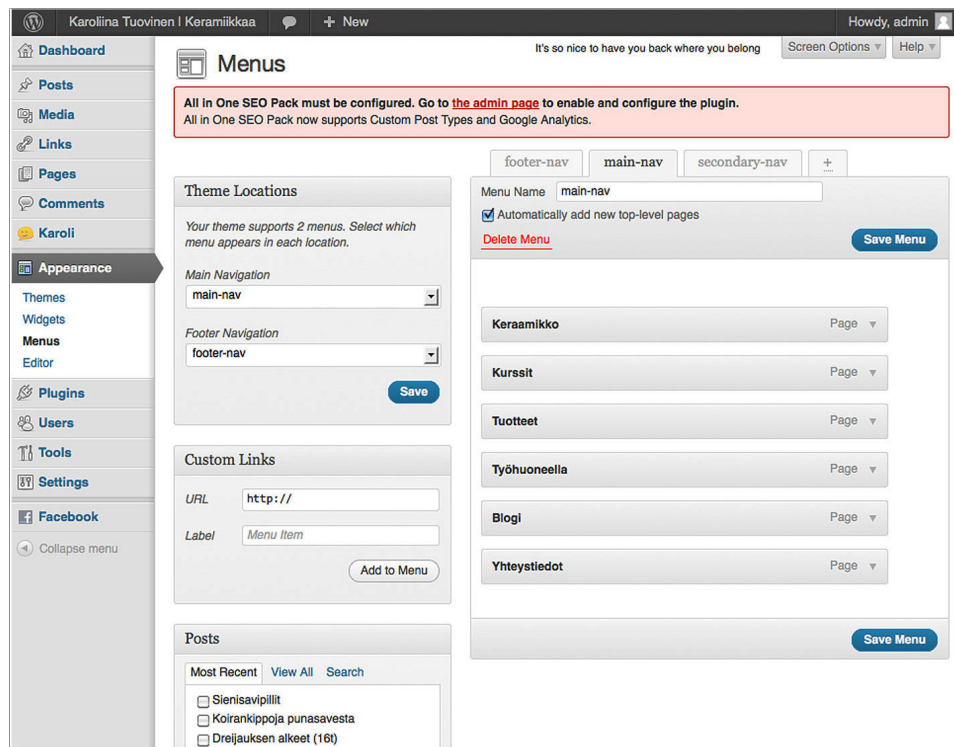 Karoliina Tuovinen | Keramiikkaa
+ New
Howdy, admin
Dashboard
Posts
Media
Links
Pages
Comments
Karoli
Appearance
Themes
Widgets
Menus
Editor
Plugins
Users
Tools
Settings
Facebook
Collapse menu
Menus
It's so nice to have you back where you belong
Screen Options
Help
All in One SEO Pack must be configured. Go to the admin page to enable and configure the plugin.
All in One SEO Pack now supports Custom Post Types and Google Analytics.
Theme Locations
Your theme supports 2 menus. Select which
menu appears in each location.
Main Navigation
main-nav
Footer Navigation
footer-nav
Save
Custom Links
URL http://
Label Menu Item
Add to Menu
Posts
Most Recent View All Search
Sienisavipillit
Koirankippoja punasavesta
Dreijauksen alkeet (16t)
footer-nav main-nav secondary-nav +
Menu Name main-nav
Automatically add new top-level pages
Delete Menu Save Menu
Keraamikko Page
Kurssit Page
Tuotteet Page
Työhuoneella Page
Blogi Page
Yhteystiedot Page
Save Menu